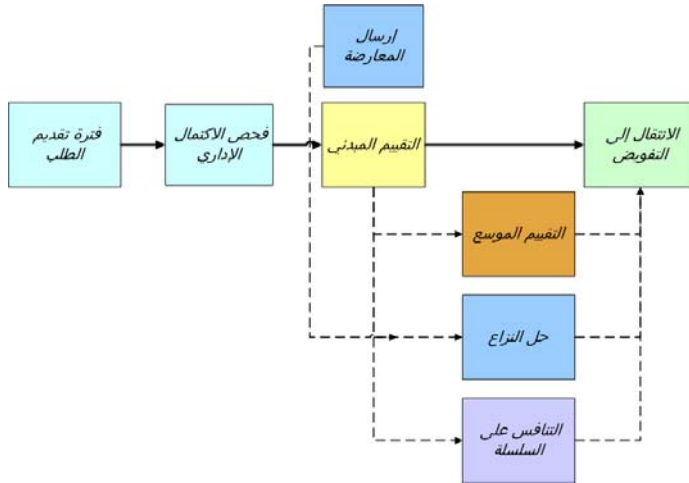 إرسال
المعارضة
فترة تقديم
الطلب
فحص الاكتمال
الإداري
التقييم المبدئي
الانتقال إلى
التفويض
التقييم الموسع
حل النزاع
التنافس على
السلسلة